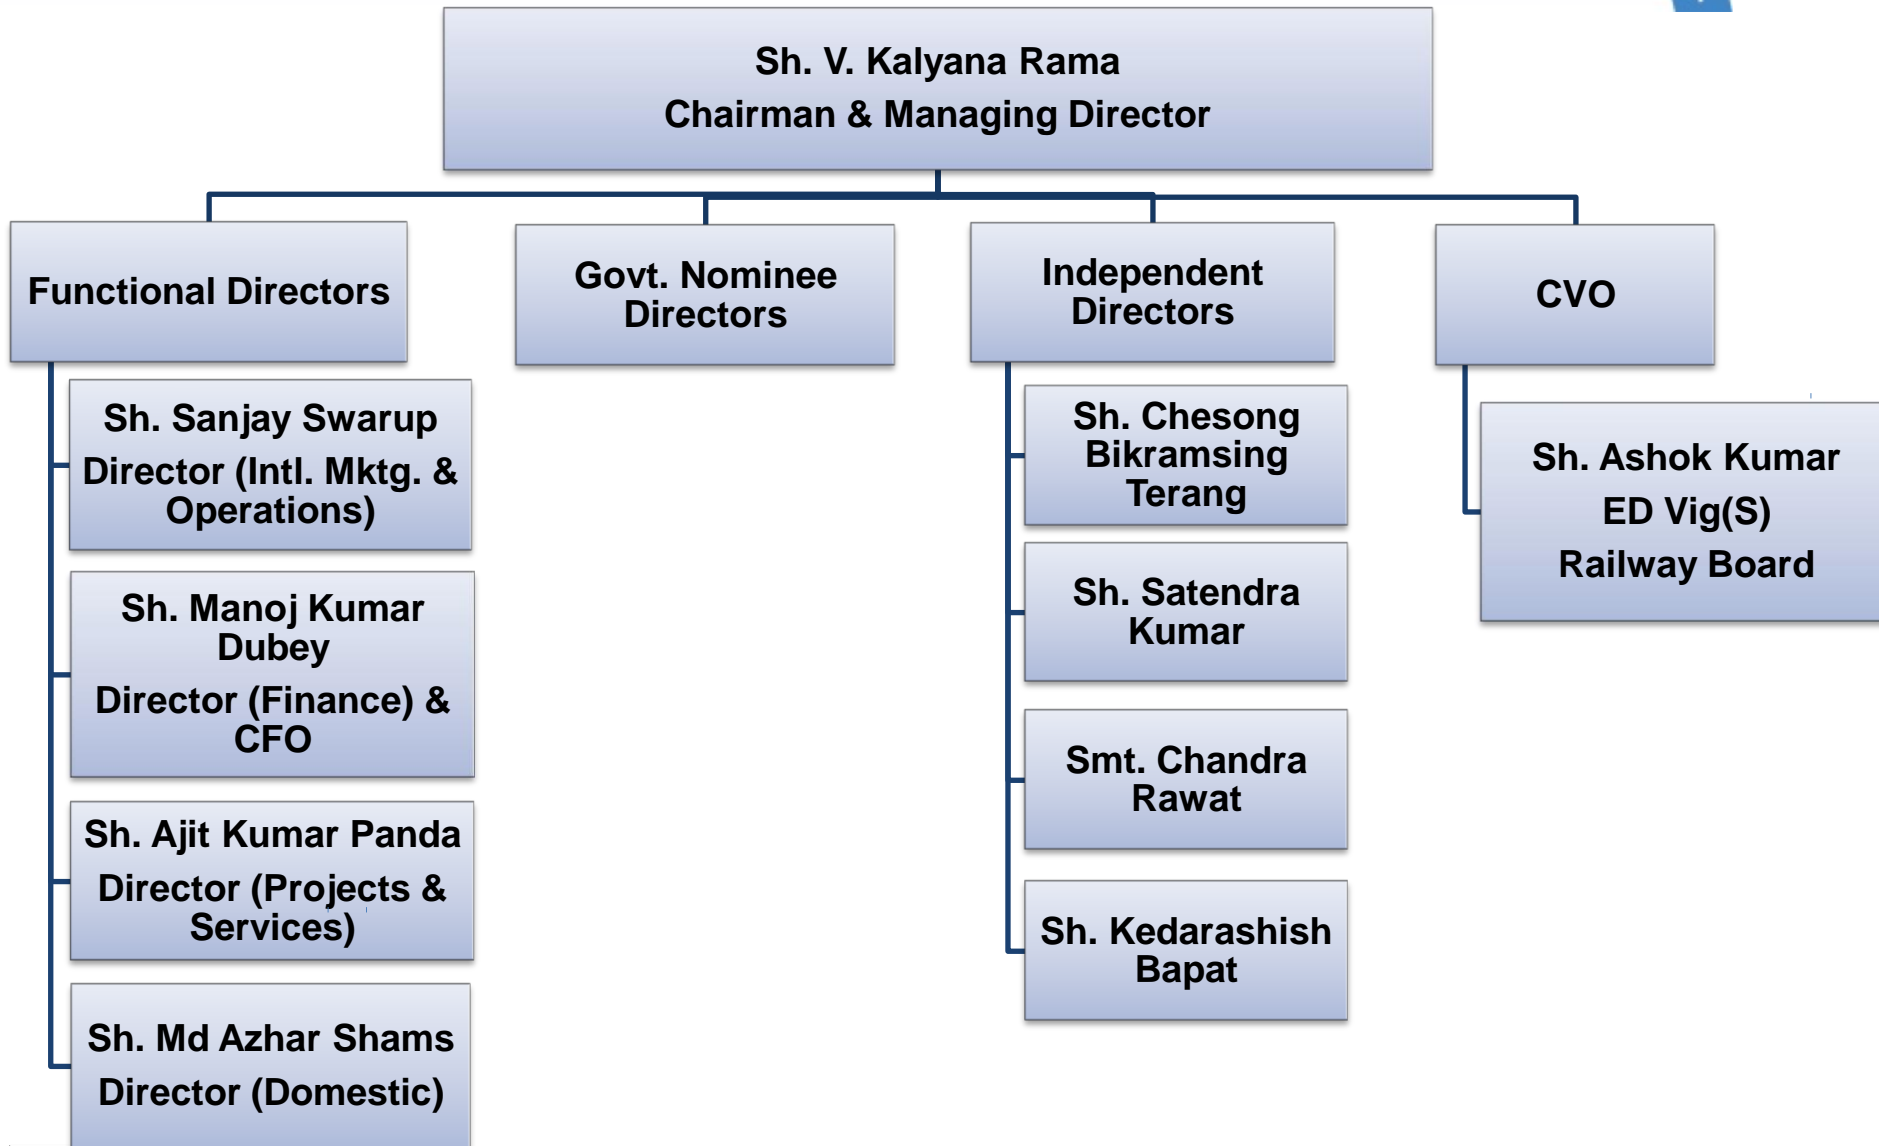 Sh. V. Kalyana Rama
Chairman & Managing Director
Functional Directors
Sh. Sanjay Swarup
Director (Intl. Mktg. &
Operations)
Sh. Manoj Kumar
Dubey
Director (Finance) &
CFO
Sh. Ajit Kumar Panda
Director (Projects &
Services)
Sh. Md Azhar Shams
Director (Domestic)
Govt. Nominee
Directors
Independent
Directors
Sh. Chesong
Bikramsing
Terang
Sh. Satendra
Kumar
Smt. Chandra
Rawat
Sh. Kedarashish
Bapat
CVO
Sh. Ashok Kumar
ED Vig(S)
Railway Board